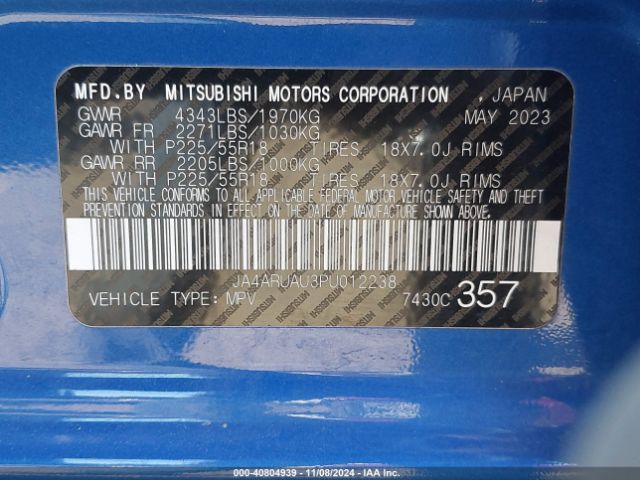 MFD.BY MITSUBISHI MOTORS CORPORATION , JAPAN
GVWR 4343LBS/1970KG MAY 2023
GAWR FR 2271LBS/1030KG
WITH P225/55R18 TIRES, 18X7.0J RIMS
GAWR RR 2205LBS/1000KG
WITH P225/55R18 TIRES, 18X7.0J RIMS
THIS VEHICLE CONFORMS TO ALL APPLICABLE FEDERAL MOTOR VEHICLE SAFETY AND THEFT
PREVENTION STANDARDS IN EFFECT ON THE DATE OF MANUFACTURE SHOWN ABOVE.
JA4ARUAU3PU012238
VEHICLE TYPE: MPV 7430C 357
00-40804939 - 11/08/2024 - IAA Inc.